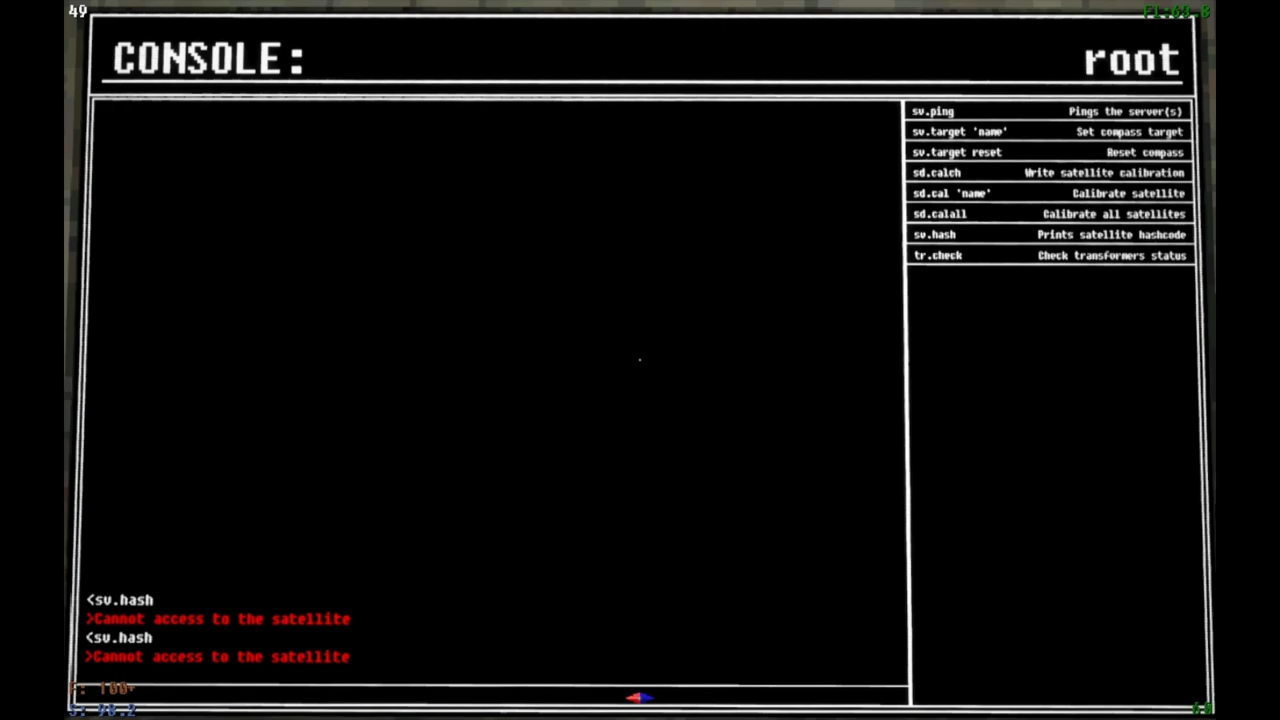 49
CONSOLE: root
sv.ping Pings the server(s)
sv.target 'name' Set compass target
sv.target reset Reset compass
sd.calch Write satellite calibration
sd.cal 'name' Calibrate satellite
sd.calall Calibrate all satellites
sv.hash Prints satellite hashcode
tr.check Check transformers status
<sv.hash
>Cannot access to the satellite
<sv.hash
>Cannot access to the satellite